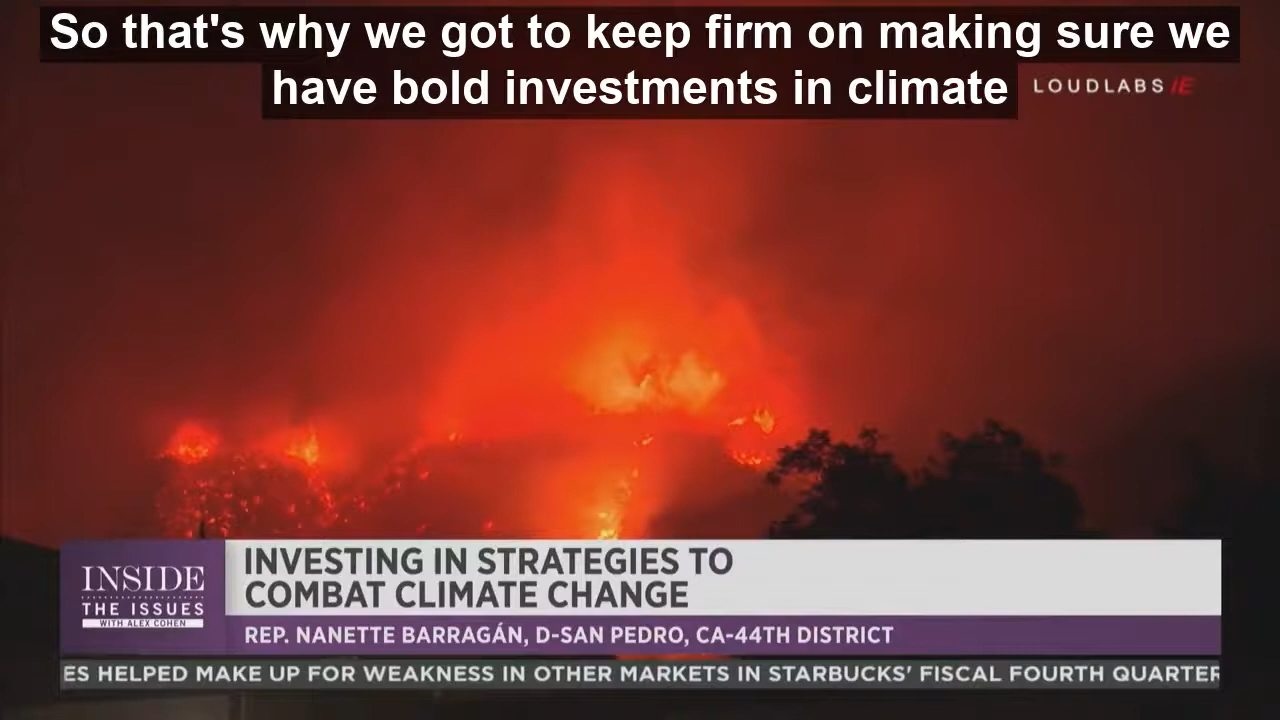 So that's why we got to keep firm on making sure we
have bold investments in climate
LOUDLABS IE
INSIDE
THE ISSUES
WITH ALEX COHEN
INVESTING IN STRATEGIES TO
COMBAT CLIMATE CHANGE
REP. NANETTE BARRAGÁN, D-SAN PEDRO, CA-44TH DISTRICT
ES HELPED MAKE UP FOR WEAKNESS IN OTHER MARKETS IN STARBUCKS' FISCAL FOURTH QUARTER